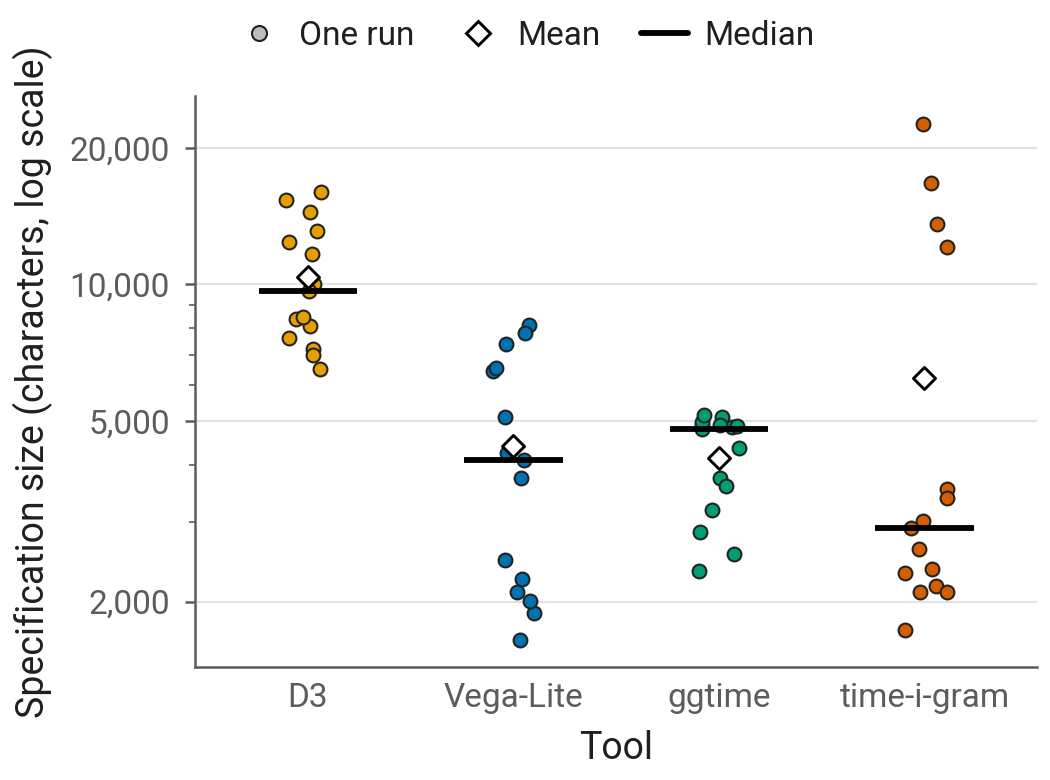 One run Mean Median
Specification size (characters, log scale)
20,000
10,000
5,000
2,000
D3 Vega-Lite ggtime time-i-gram
Tool